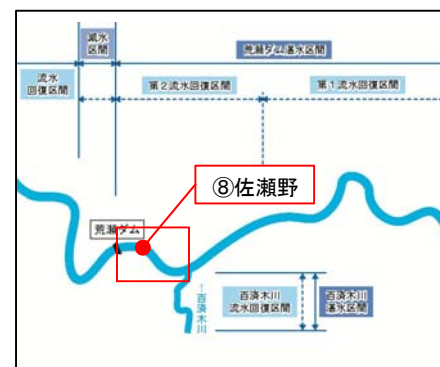 減水
区間
荒瀬ダム湛水区間
流水
回復区間
第2流水回復区間
第1流水回復区間
⑧佐瀬野
荒瀬ダム
↑百済木川
百済木川
流水回復区間
百済木川
湛水区間